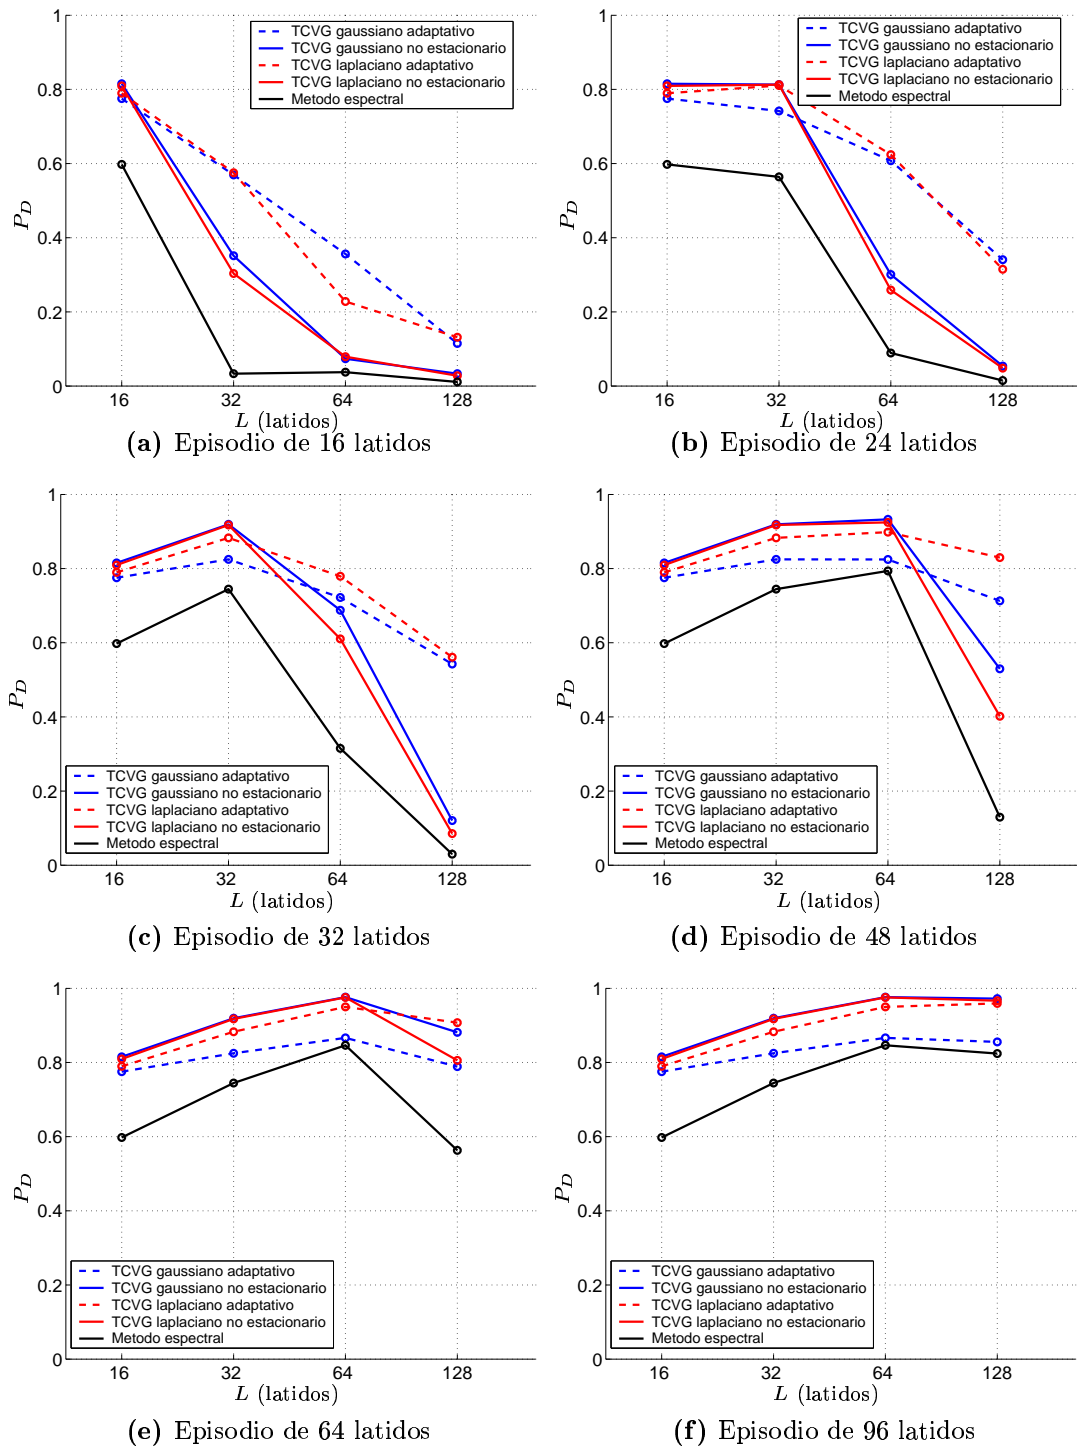 1
0.8
0.6
0.4
0.2
0
P_D
TCVG gaussiano adaptativo
TCVG gaussiano no estacionario
TCVG laplaciano adaptativo
TCVG laplaciano no estacionario
Metodo espectral
16 32 64 128
L (latidos)
(a) Episodio de 16 latidos
1
0.8
0.6
0.4
0.2
0
P_D
TCVG gaussiano adaptativo
TCVG gaussiano no estacionario
TCVG laplaciano adaptativo
TCVG laplaciano no estacionario
Metodo espectral
16 32 64 128
L (latidos)
(b) Episodio de 24 latidos
1
0.8
0.6
0.4
0.2
0
P_D
TCVG gaussiano adaptativo
TCVG gaussiano no estacionario
TCVG laplaciano adaptativo
TCVG laplaciano no estacionario
Metodo espectral
16 32 64 128
L (latidos)
(c) Episodio de 32 latidos
1
0.8
0.6
0.4
0.2
0
P_D
TCVG gaussiano adaptativo
TCVG gaussiano no estacionario
TCVG laplaciano adaptativo
TCVG laplaciano no estacionario
Metodo espectral
16 32 64 128
L (latidos)
(d) Episodio de 48 latidos
1
0.8
0.6
0.4
0.2
0
P_D
TCVG gaussiano adaptativo
TCVG gaussiano no estacionario
TCVG laplaciano adaptativo
TCVG laplaciano no estacionario
Metodo espectral
16 32 64 128
L (latidos)
(e) Episodio de 64 latidos
1
0.8
0.6
0.4
0.2
0
P_D
TCVG gaussiano adaptativo
TCVG gaussiano no estacionario
TCVG laplaciano adaptativo
TCVG laplaciano no estacionario
Metodo espectral
16 32 64 128
L (latidos)
(f) Episodio de 96 latidos